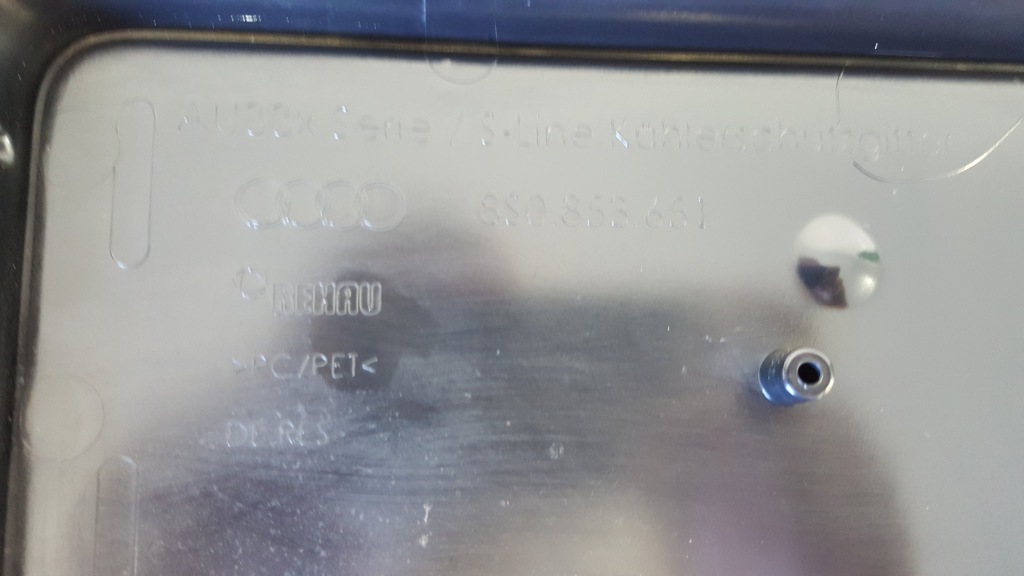 Serie / S-Line Kühlerschutzgitter
8S0.853.651
REHAU
>PC/PET<
DE.RES